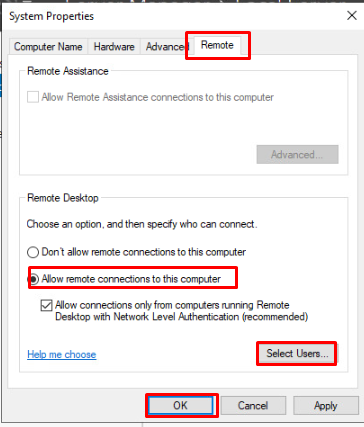 System Properties
Computer Name Hardware Advanced Remote
Remote Assistance
Allow Remote Assistance connections to this computer
Advanced...
Remote Desktop
Choose an option, and then specify who can connect.
Don't allow remote connections to this computer
Allow remote connections to this computer
Allow connections only from computers running Remote
Desktop with Network Level Authentication (recommended)
Help me choose Select Users...
OK Cancel Apply